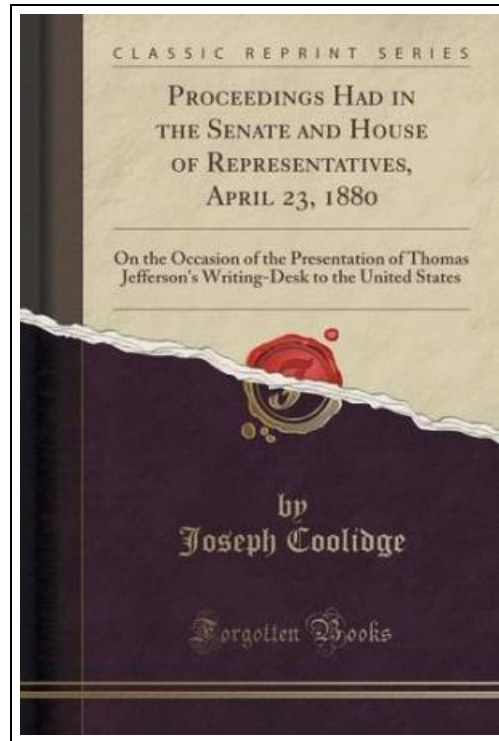 CLASSIC REPRINT SERIES
PROCEEDINGS HAD IN
THE SENATE AND HOUSE
OF REPRESENTATIVES,
APRIL 23, 1880
On the Occasion of the Presentation of Thomas
Jefferson's Writing-Desk to the United States
by
Joseph Coolidge
Forgotten Books